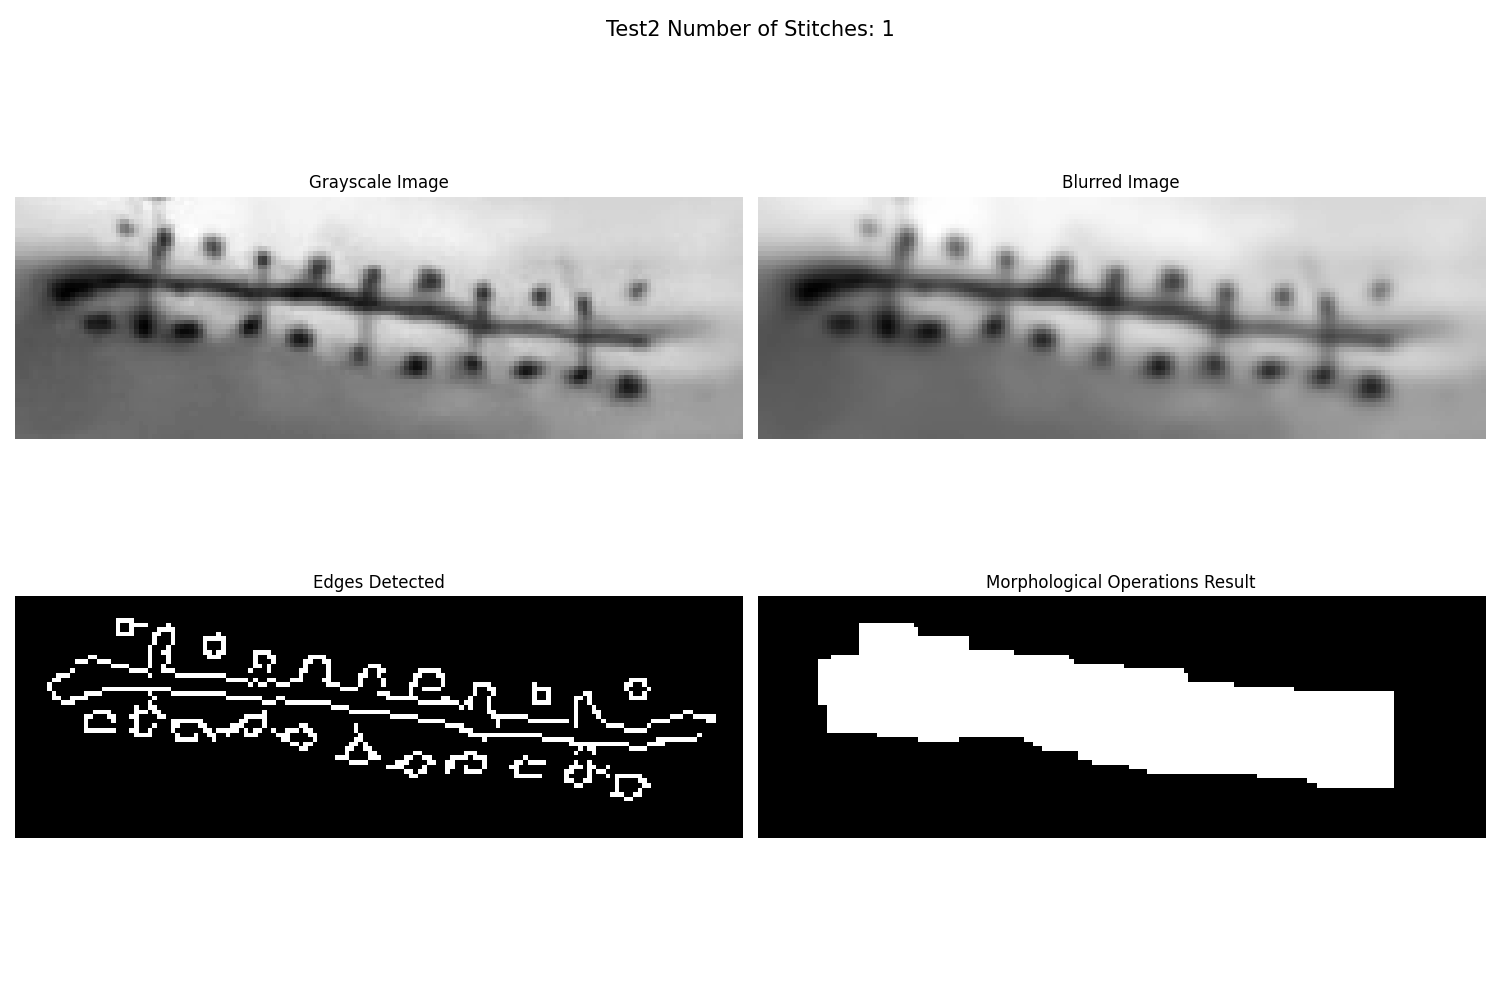 Test2 Number of Stitches: 1
Grayscale Image
Blurred Image
Edges Detected
Morphological Operations Result